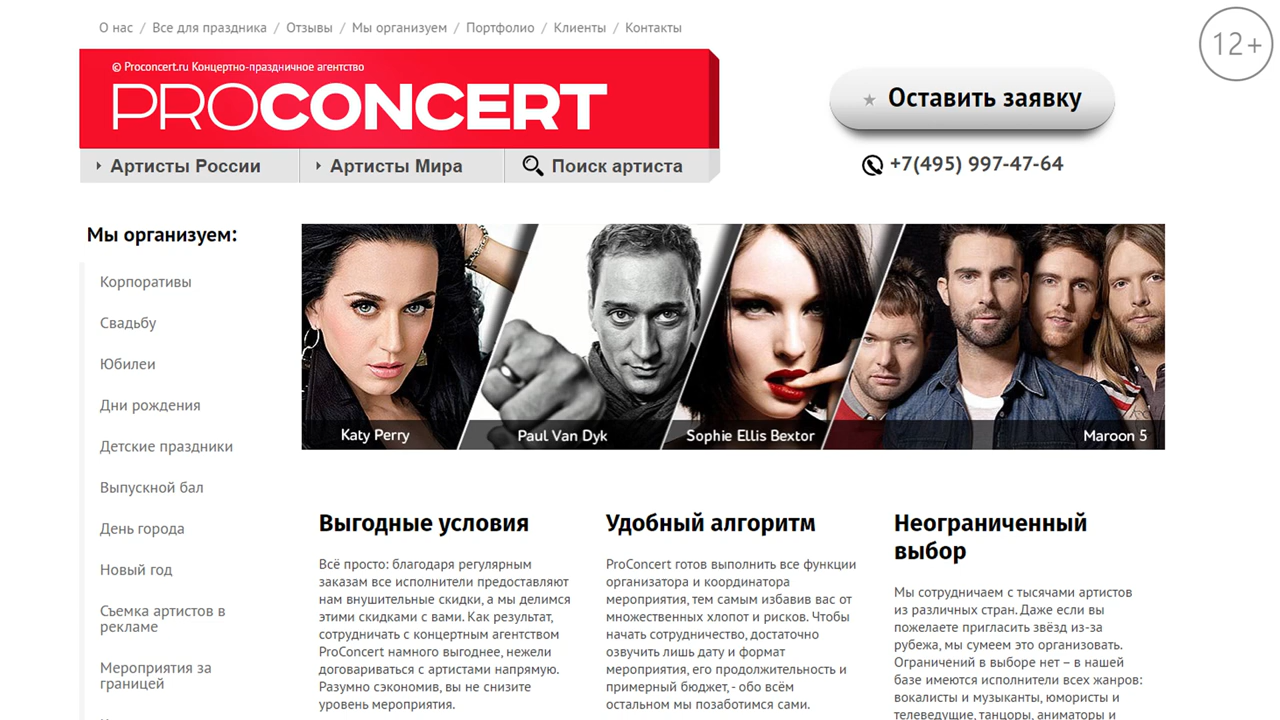 О нас / Все для праздника / Отзывы / Мы организуем / Портфолио / Клиенты / Контакты
12+
© Proconcert.ru Концертно-праздничное агентство
PROCONCERT
Оставить заявку
Артисты России
Артисты Мира
Поиск артиста
+7(495) 997-47-64
Мы организуем:
Корпоративы
Свадьбу
Юбилеи
Дни рождения
Детские праздники
Выпускной бал
День города
Новый год
Съемка артистов в
рекламе
Мероприятия за
границей
Katy Perry
Paul Van Dyk
Sophie Ellis Bextor
Maroon 5
Выгодные условия
Всё просто: благодаря регулярным
заказам все исполнители предоставляют
нам внушительные скидки, а мы делимся
этими скидками с вами. Как результат,
сотрудничать с концертным агентством
ProConcert намного выгоднее, нежели
договариваться с артистами напрямую.
Разумно сэкономив, вы не снизите
уровень мероприятия.
Удобный алгоритм
ProConcert готов выполнить все функции
организатора и координатора
мероприятия, тем самым избавив вас от
множественных хлопот и рисков. Чтобы
начать сотрудничество, достаточно
озвучить лишь дату и формат
мероприятия, его продолжительность и
примерный бюджет, - обо всём
остальном мы позаботимся сами.
Неограниченный
выбор
Мы сотрудничаем с тысячами артистов
из различных стран. Даже если вы
пожелаете пригласить звёзд из-за
рубежа, мы сумеем это организовать.
Ограничений в выборе нет – в нашей
базе имеются исполнители всех жанров:
вокалисты и музыканты, юмористы и
телеведущие, танцоры, аниматоры и